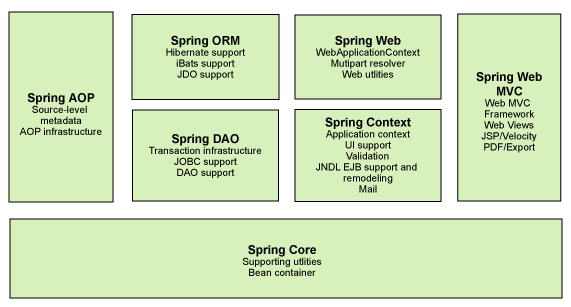 Spring AOP
Source-level
metadata
AOP infrastructure
Spring ORM
Hibernate support
iBats support
JDO support
Spring DAO
Transaction infrastructure
JOBC support
DAO support
Spring Web
WebApplicationContext
Mutipart resolver
Web utlities
Spring Context
Application context
UI support
Validation
JNDL EJB support and
remodeling
Mail
Spring Web
MVC
Web MVC
Framework
Web Views
JSP/Velocity
PDF/Export
Spring Core
Supporting utlities
Bean container